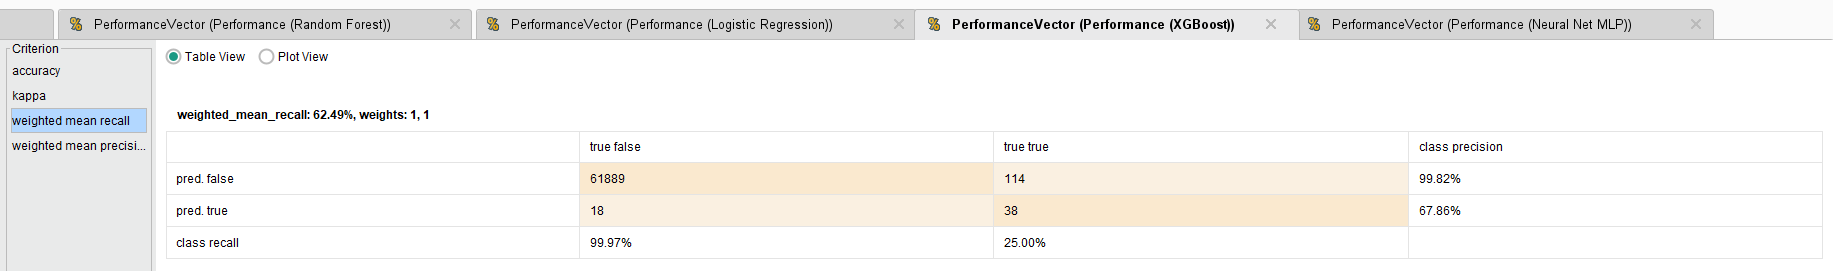 PerformanceVector (Performance (Random Forest)) PerformanceVector (Performance (Logistic Regression)) PerformanceVector (Performance (XGBoost)) PerformanceVector (Performance (Neural Net MLP))
Criterion
accuracy
kappa
weighted mean recall
weighted mean precisi...
Table View Plot View
weighted_mean_recall: 62.49%, weights: 1, 1
true false true true class precision
pred. false 61889 114 99.82%
pred. true 18 38 67.86%
class recall 99.97% 25.00%